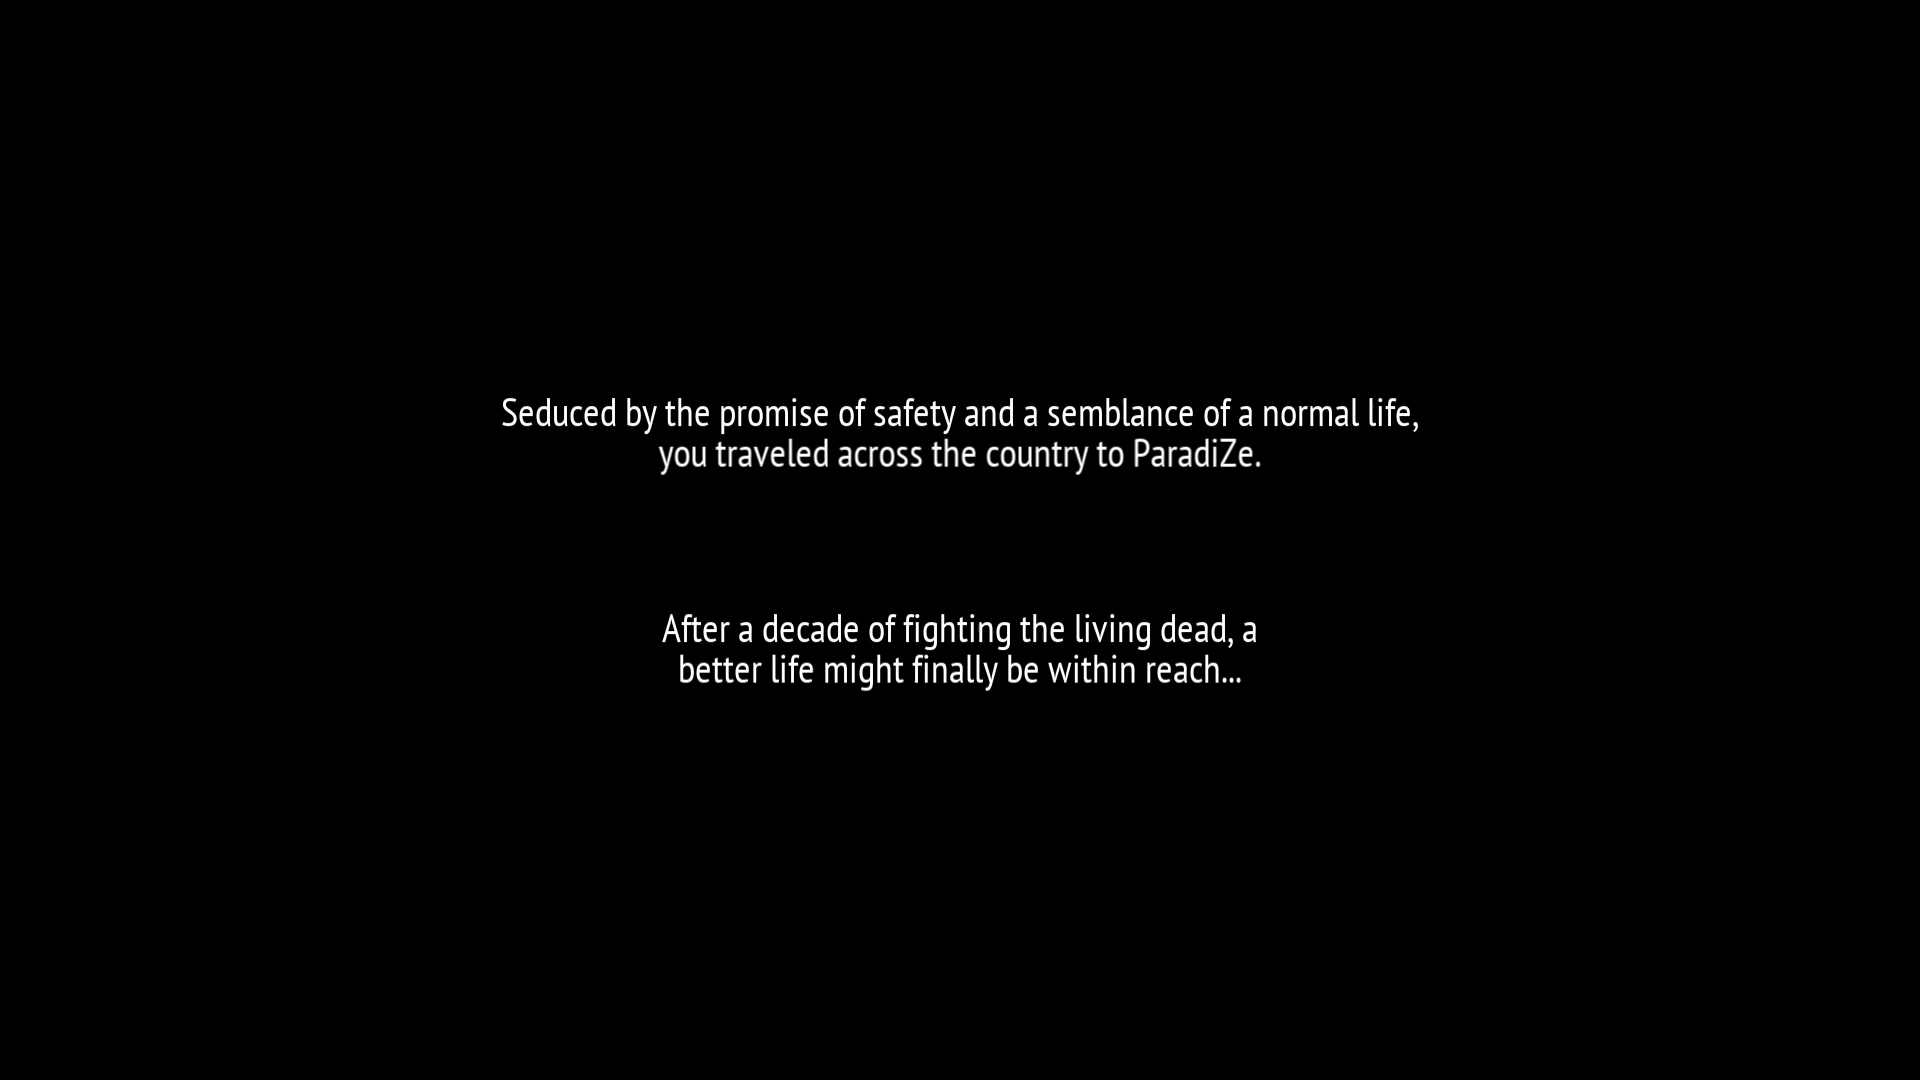 Seduced by the promise of safety and a semblance of a normal life,
you traveled across the country to ParadiZe.
After a decade of fighting the living dead, a
better life might finally be within reach...